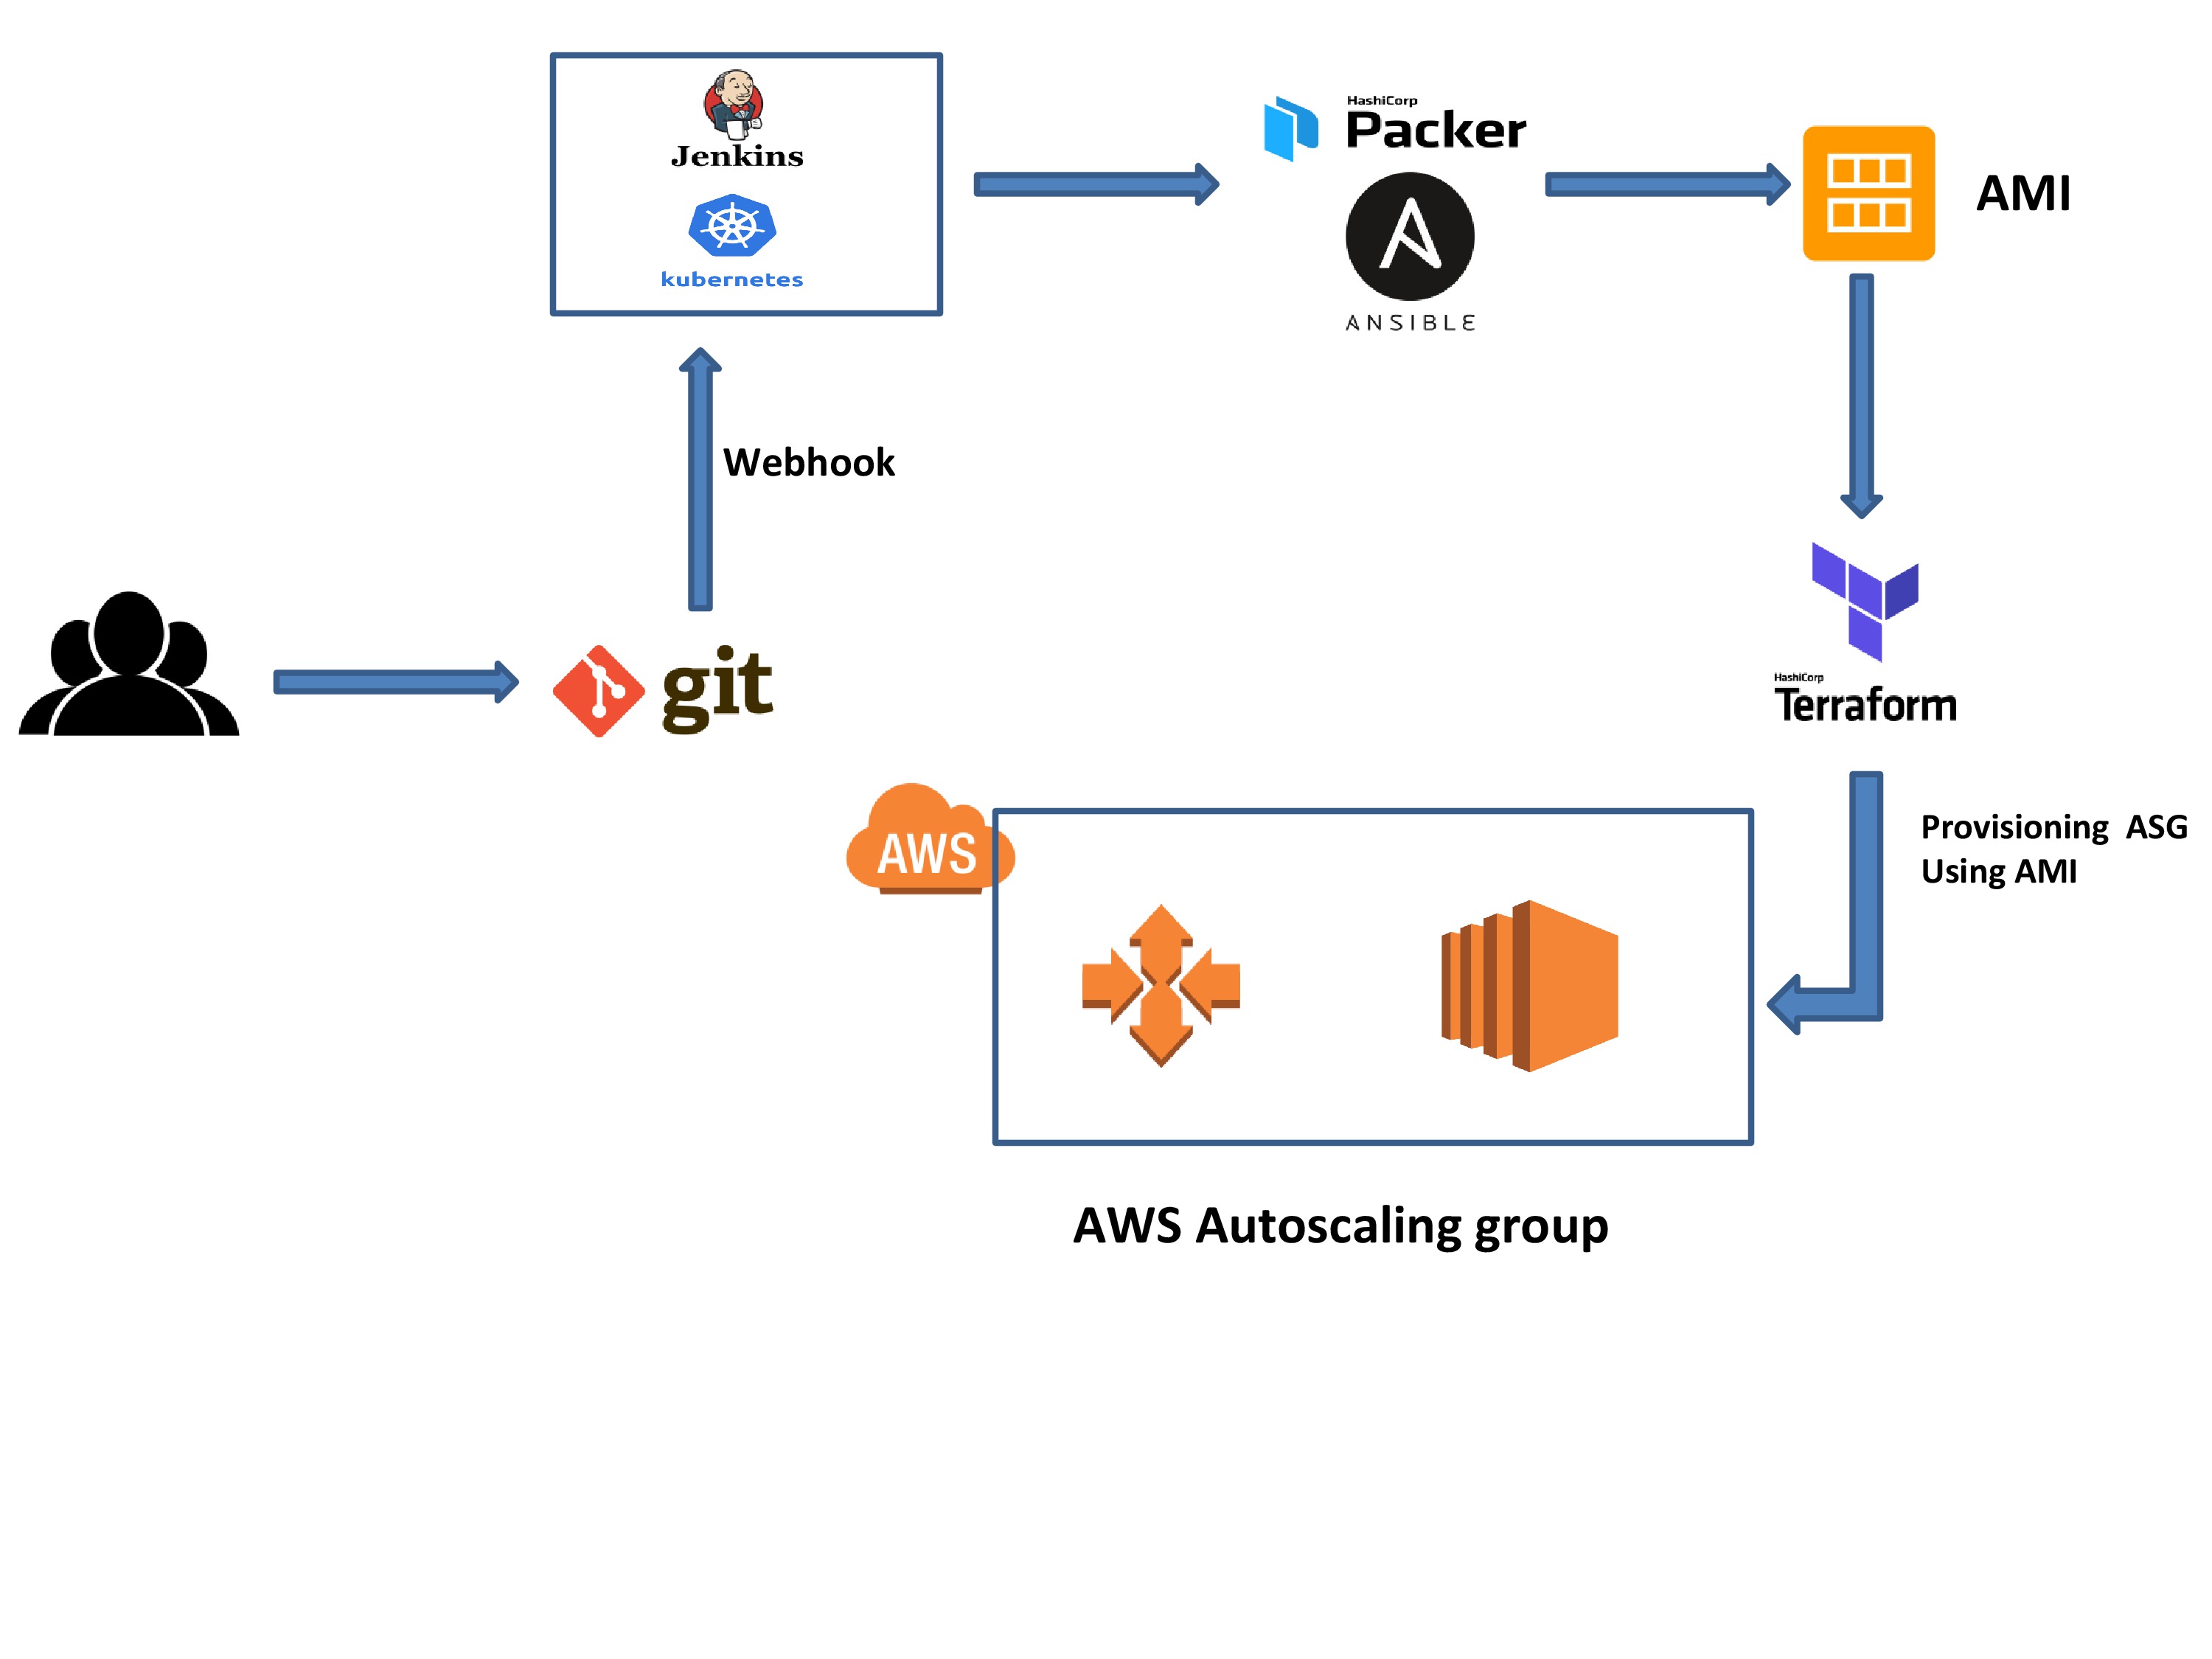 Jenkins
kubernetes
HashiCorp
Packer
ANSIBLE
AMI
Webhook
git
HashiCorp
Terraform
AWS
Provisioning ASG
Using AMI
AWS Autoscaling group